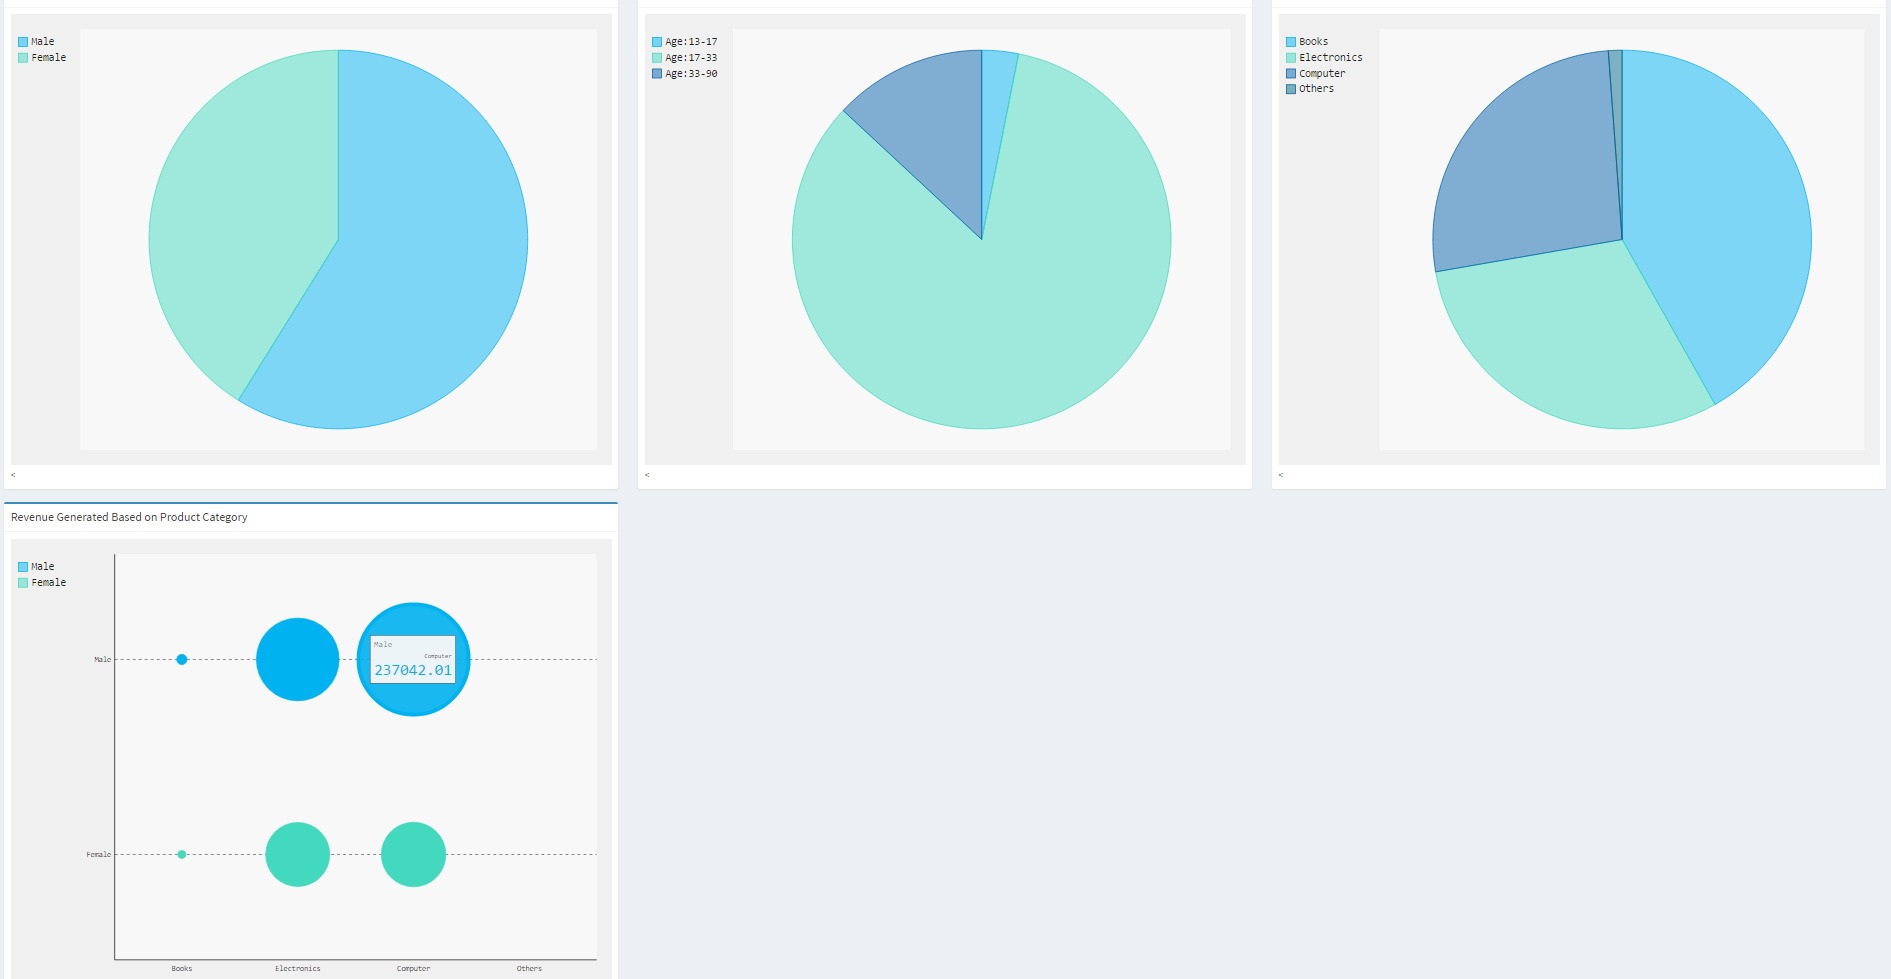 Male
Female
<
Age:13-17
Age:17-33
Age:33-90
<
Books
Electronics
Computer
Others
<
Revenue Generated Based on Product Category
Male
Female
Male
Male
Computer
237042.01
Female
Books Electronics Computer Others